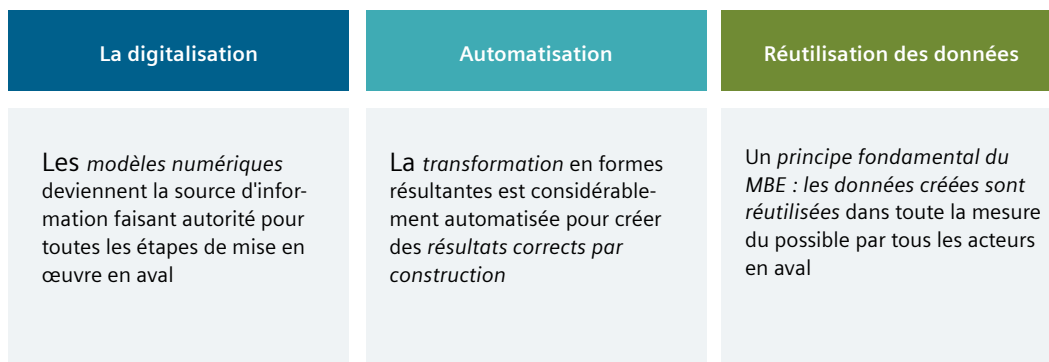 La digitalisation
Les modèles numériques
deviennent la source d'infor-
mation faisant autorité pour
toutes les étapes de mise en
œuvre en aval
Automatisation
La transformation en formes
résultantes est considérable-
ment automatisée pour créer
des résultats corrects par
construction
Réutilisation des données
Un principe fondamental du
MBE : les données créées sont
réutilisées dans toute la mesure
du possible par tous les acteurs
en aval